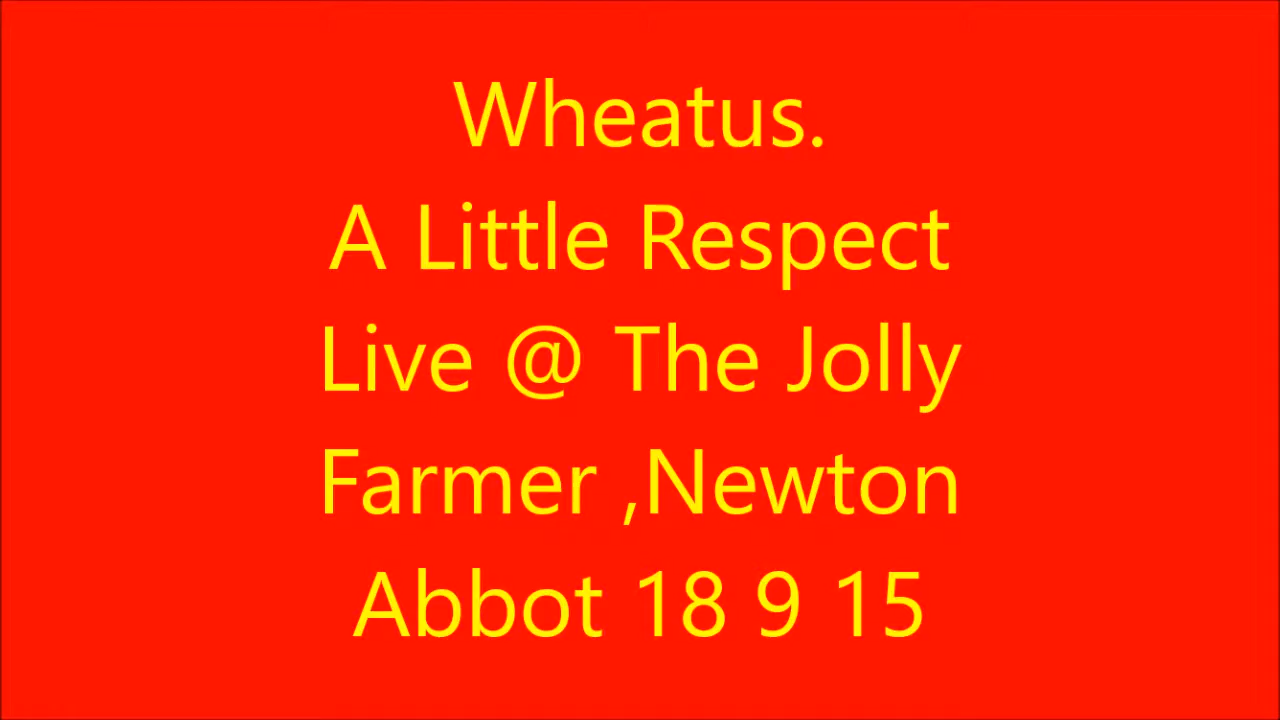 Wheatus.
A Little Respect
Live @ The Jolly
Farmer ,Newton
Abbot 18 9 15